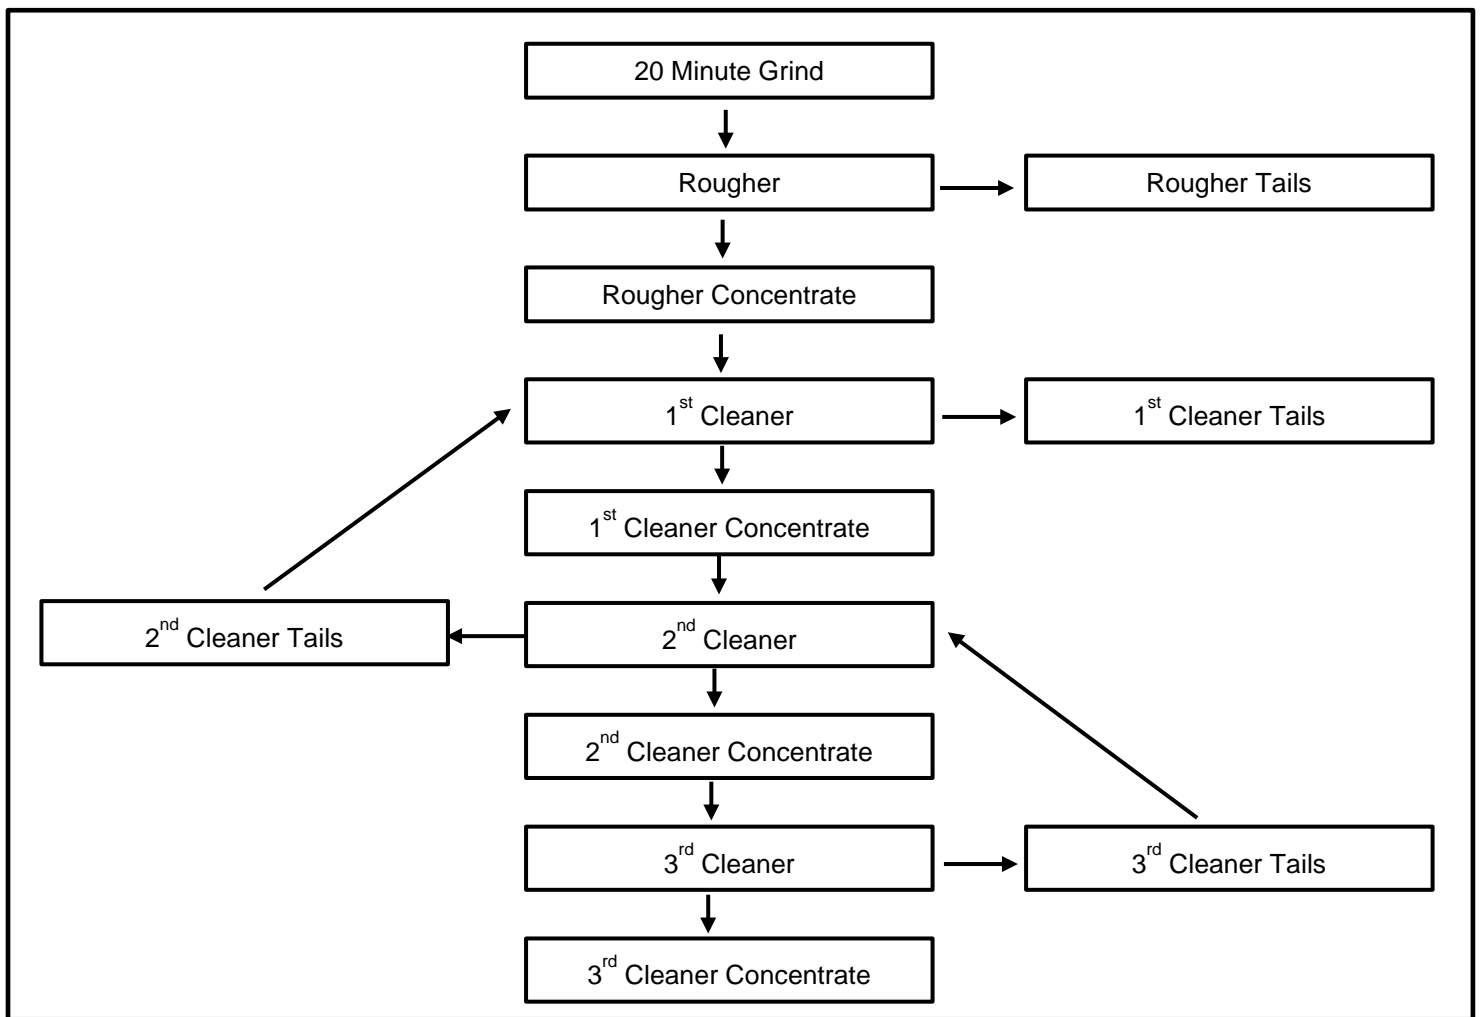 20 Minute Grind
Rougher
Rougher Tails
Rougher Concentrate
1st Cleaner
1st Cleaner Tails
1st Cleaner Concentrate
2nd Cleaner Tails
2nd Cleaner
2nd Cleaner Concentrate
3rd Cleaner
3rd Cleaner Tails
3rd Cleaner Concentrate